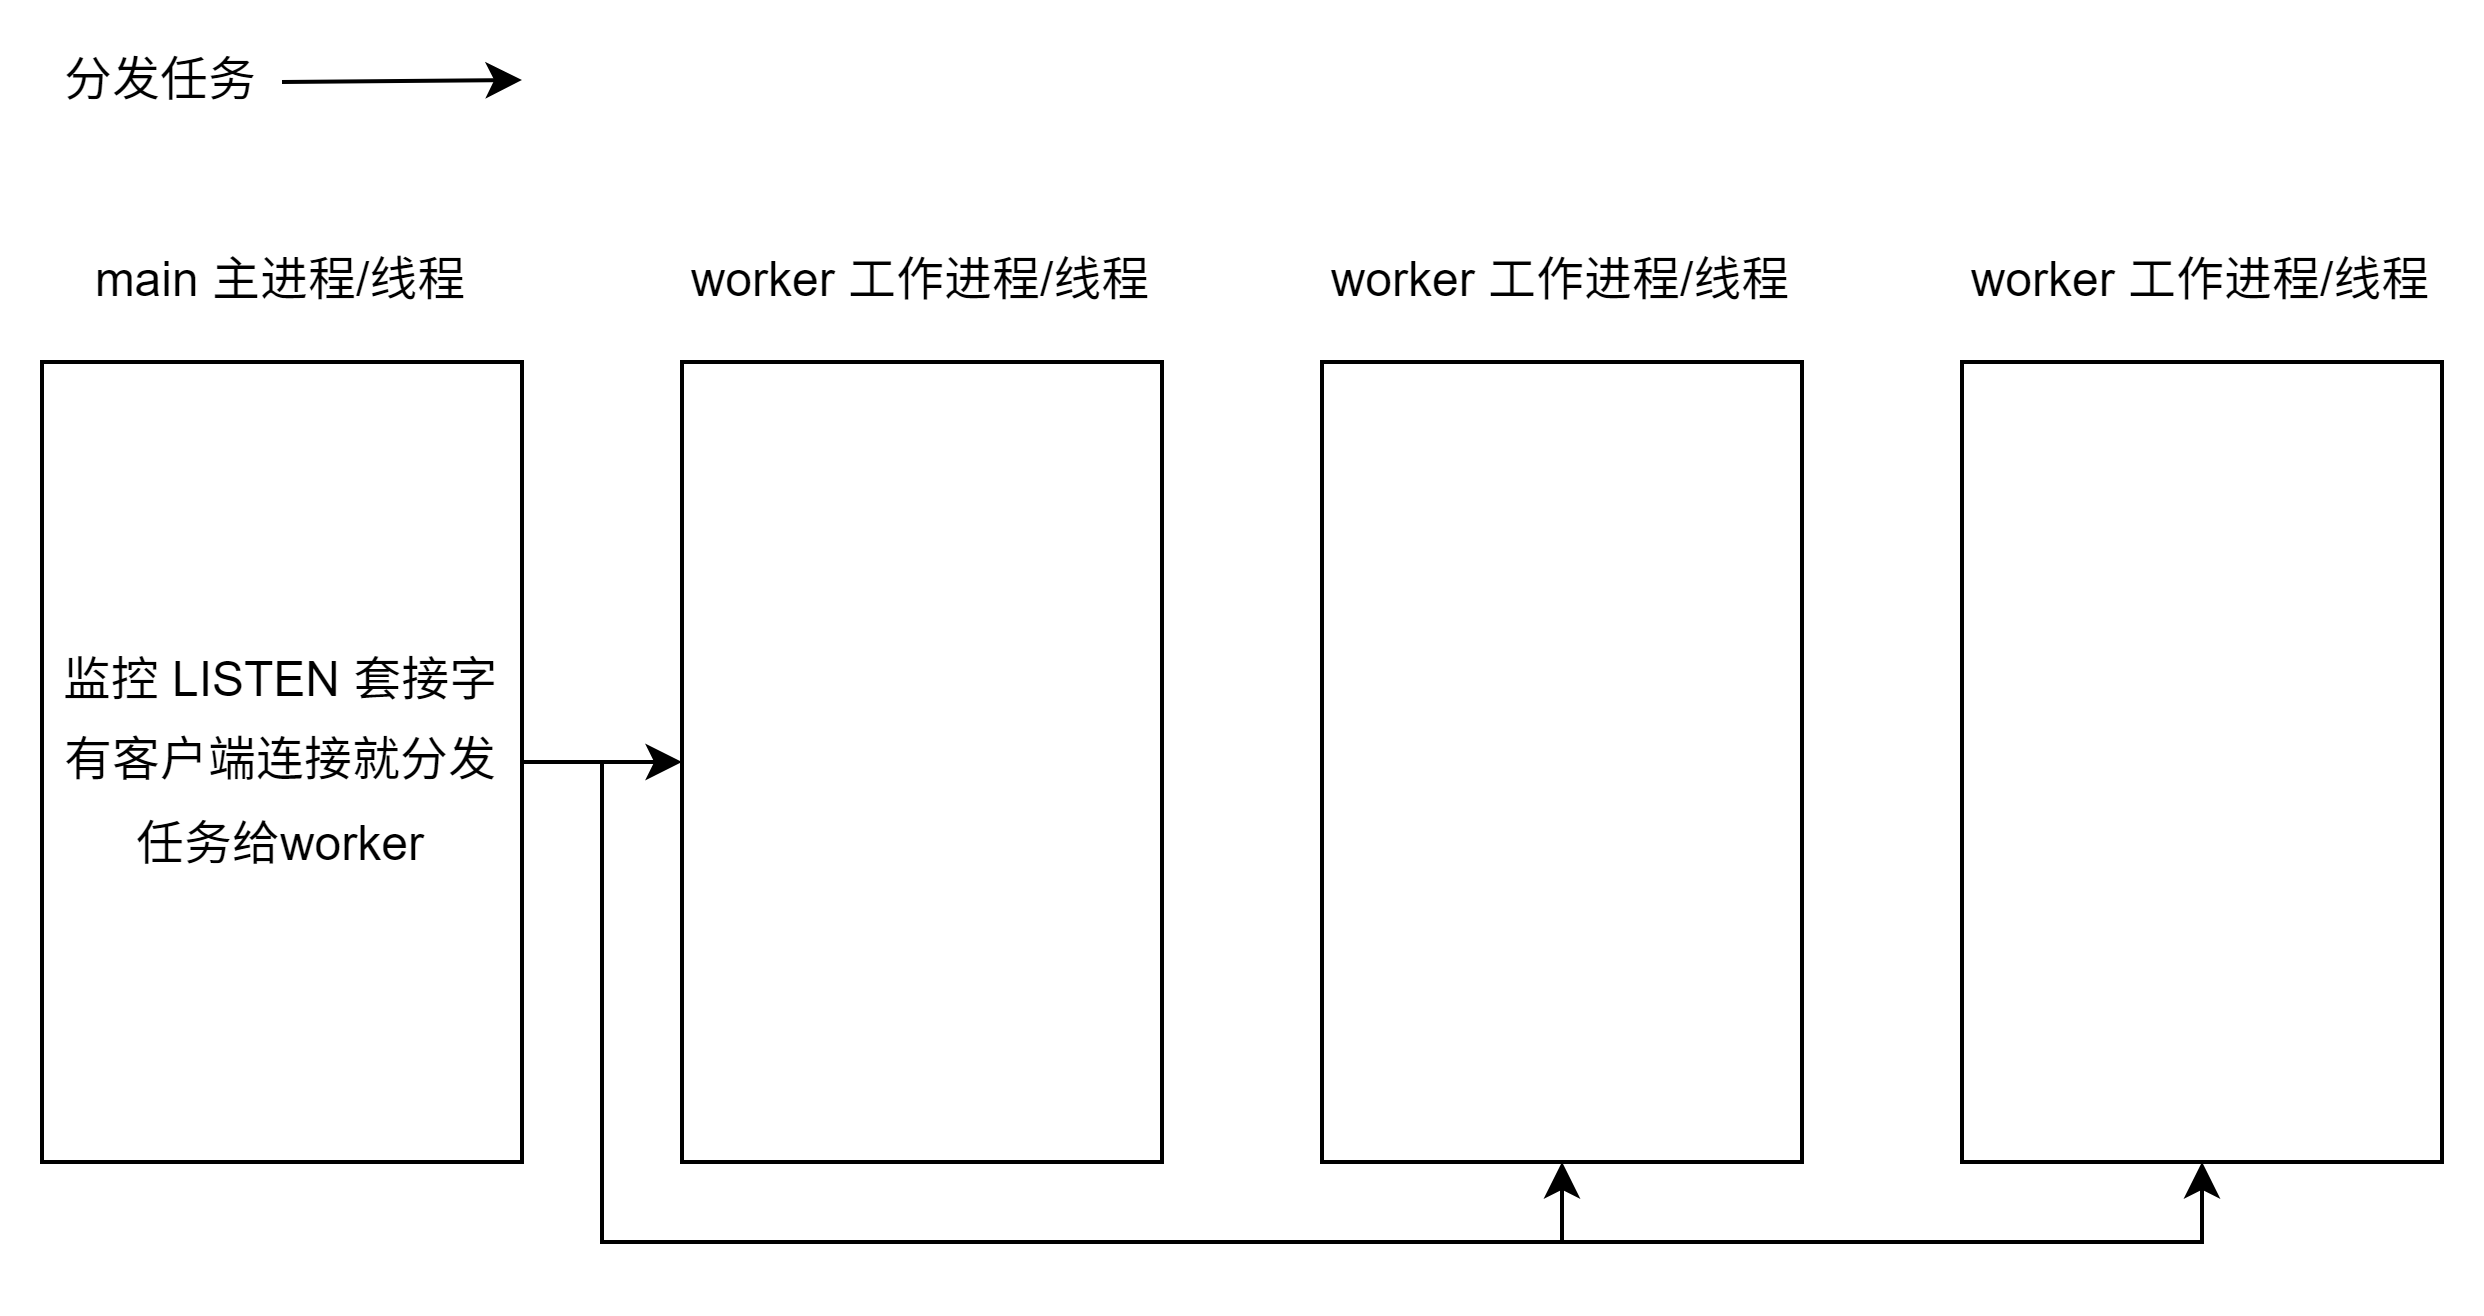 分发任务
main 主进程/线程
worker 工作进程/线程
worker 工作进程/线程
worker 工作进程/线程
监控 LISTEN 套接字
有客户端连接就分发
任务给worker